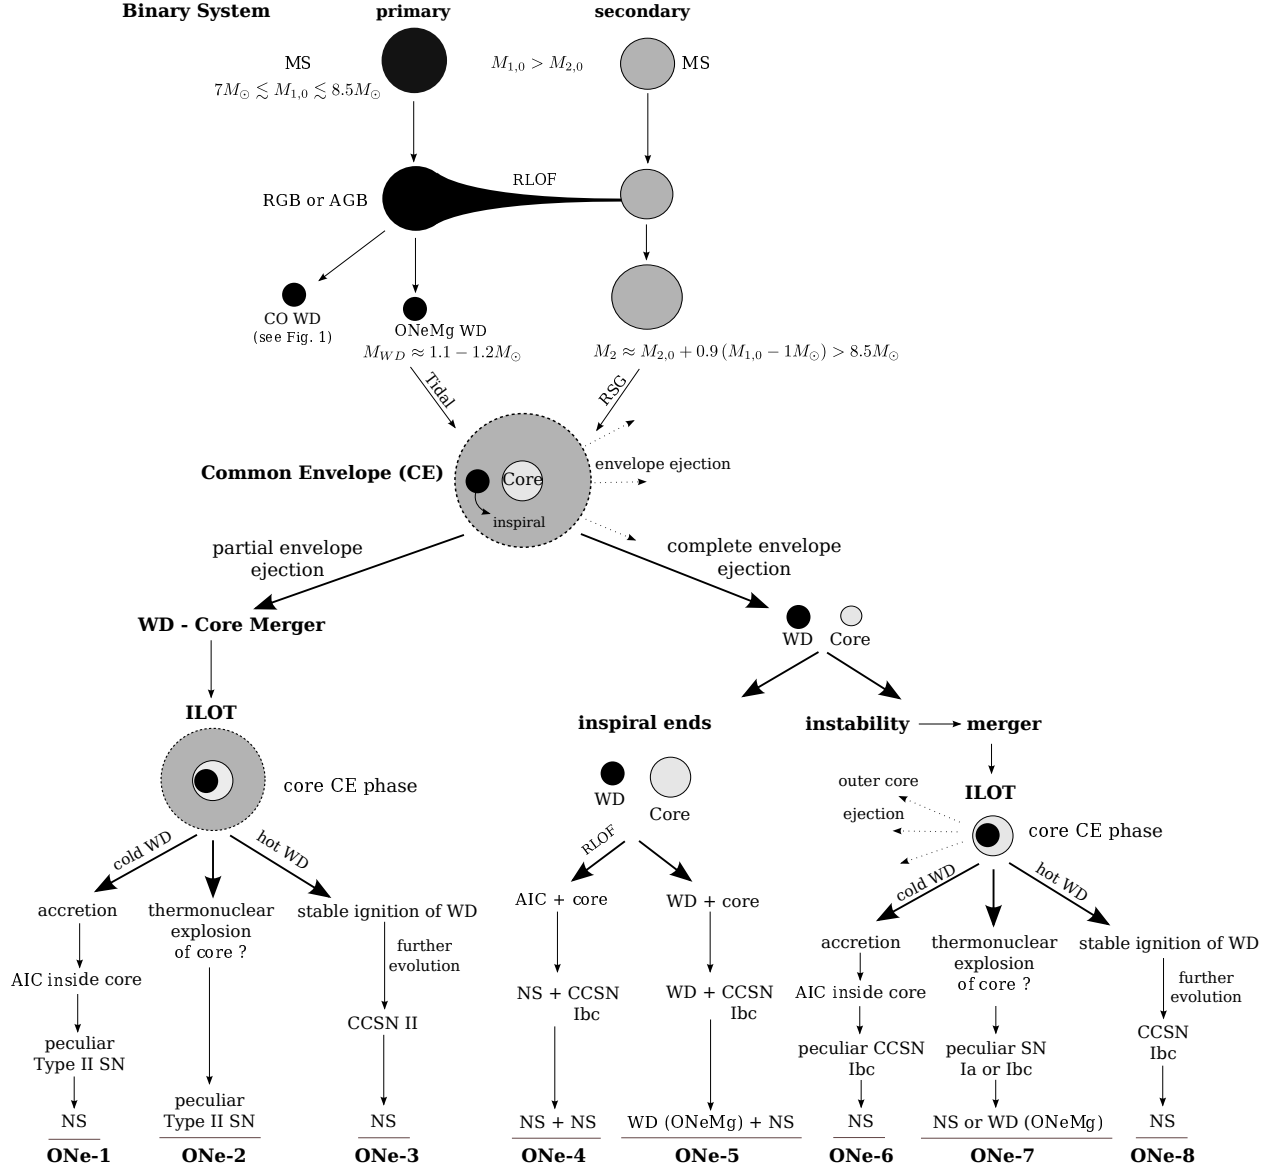 Binary System
primary
secondary
MS
M₁,₀ > M₂,₀
MS
7M⊙ ≲ M₁,₀ ≲ 8.5M⊙
RLOF
RGB or AGB
CO WD
(see Fig. 1)
ONeMg WD
M_WD ≈ 1.1 − 1.2M⊙
M₂ ≈ M₂,₀ + 0.9 (M₁,₀ − 1M⊙) > 8.5M⊙
Tidal
RSG
Common Envelope (CE)
Core
envelope ejection
inspiral
partial envelope
ejection
complete envelope
ejection
WD - Core Merger
WD
Core
ILOT
inspiral ends
instability
merger
core CE phase
WD
Core
outer core
ejection
ILOT
core CE phase
cold WD
hot WD
RLOF
cold WD
hot WD
accretion
AIC inside core
peculiar
Type II SN
NS
ONe-1
thermonuclear
explosion
of core ?
peculiar
Type II SN
ONe-2
stable ignition of WD
further
evolution
CCSN II
NS
ONe-3
AIC + core
NS + CCSN
Ibc
NS + NS
ONe-4
WD + core
WD + CCSN
Ibc
WD (ONeMg) + NS
ONe-5
accretion
AIC inside core
peculiar CCSN
Ibc
NS
ONe-6
thermonuclear
explosion
of core ?
peculiar SN
Ia or Ibc
NS or WD (ONeMg)
ONe-7
stable ignition of WD
further
evolution
CCSN
Ibc
NS
ONe-8